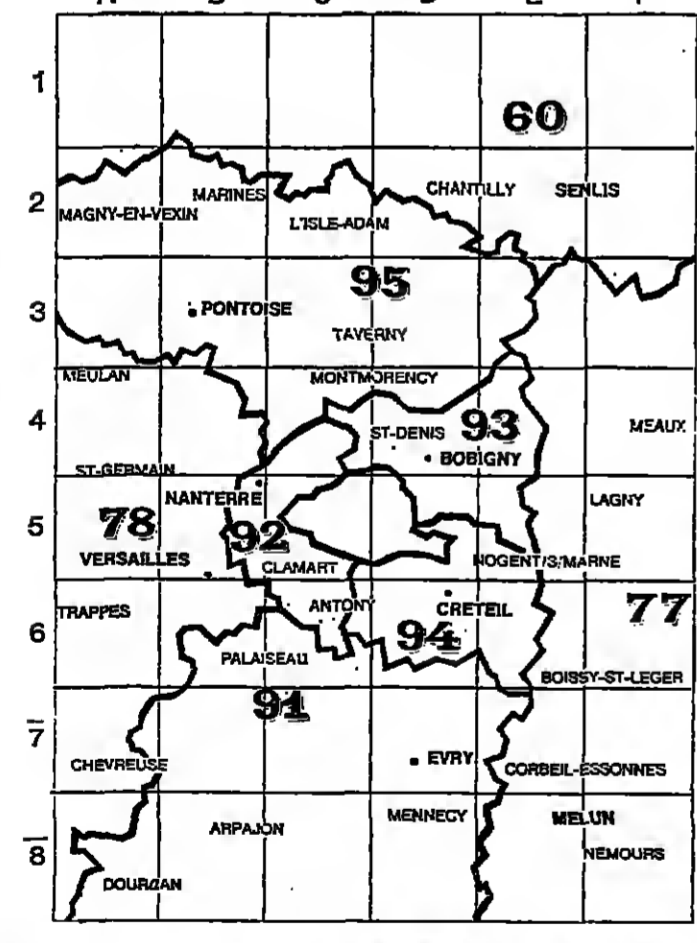 1
60
2
MARINES
CHANTILLY
SENLIS
MAGNY-EN-VEXIN
L'ISLE-ADAM
95
3
PONTOISE
TAVERNY
MEULAN
MONTMORENCY
4
ST-DENIS
93
MEAUX
BOBIGNY
ST-GERMAIN
NANTERRE
LAGNY
5
78
92
VERSAILLES
CLAMART
NOGENT/S/MARNE
TRAPPES
ANTONY
CRETEIL
77
6
94
PALAISEAU
BOISSY-ST-LEGER
91
7
CHEVREUSE
EVRY
CORBEIL-ESSONNES
ARPAJON
MENNECY
MELUN
8
NEMOURS
DOURDAN